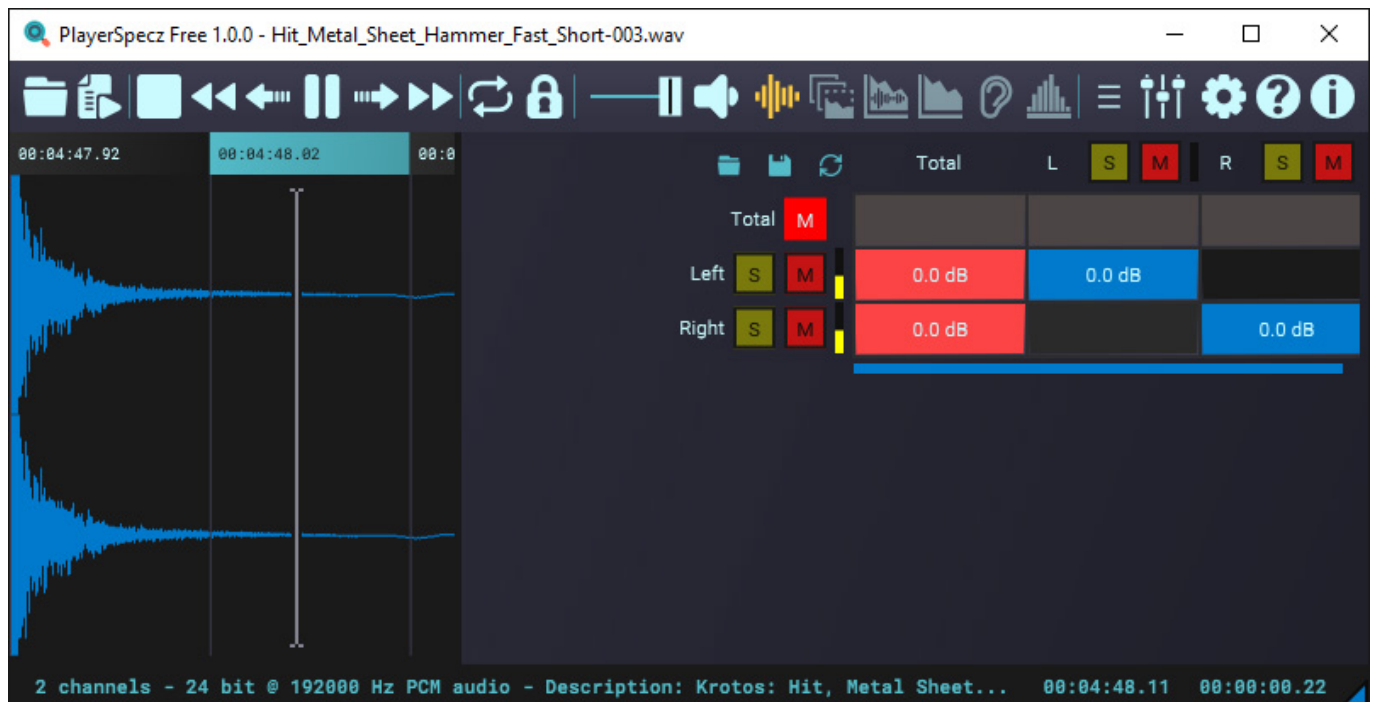 PlayerSpecz Free 1.0.0 - Hit_Metal_Sheet_Hammer_Fast_Short-003.wav
00:04:47.92 00:04:48.02 00:0
Total L S M R S M
Total M
Left S M 0.0 dB 0.0 dB
Right S M 0.0 dB 0.0 dB
2 channels - 24 bit @ 192000 Hz PCM audio - Description: Krotos: Hit, Metal Sheet... 00:04:48.11 00:00:00.22